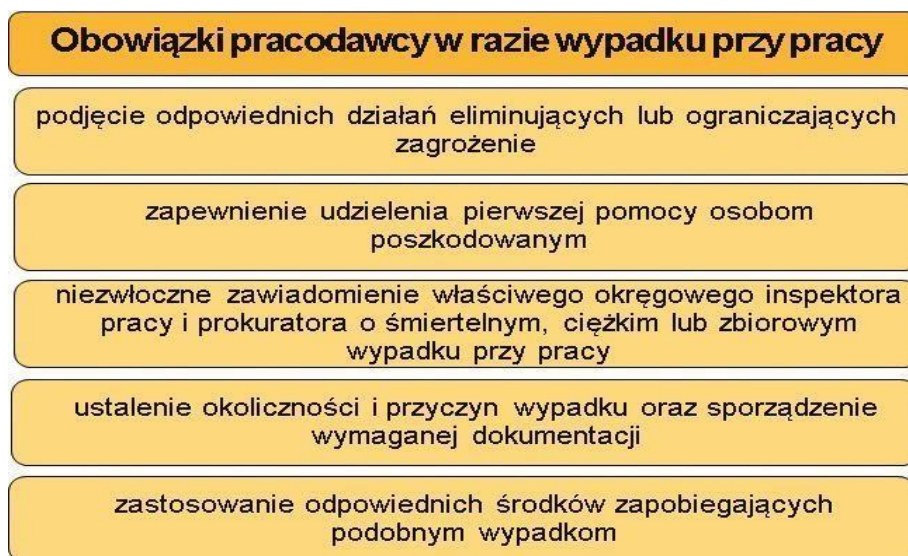 Obowiązki pracodawcy w razie wypadku przy pracy
podjęcie odpowiednich działań eliminujących lub ograniczających
zagrożenie
zapewnienie udzielenia pierwszej pomocy osobom
poszkodowanym
niezwłoczne zawiadomienie właściwego okręgowego inspektora
pracy i prokuratora o śmiertelnym, ciężkim lub zbiorowym
wypadku przy pracy
ustalenie okoliczności i przyczyn wypadku oraz sporządzenie
wymaganej dokumentacji
zastosowanie odpowiednich środków zapobiegających
podobnym wypadkom